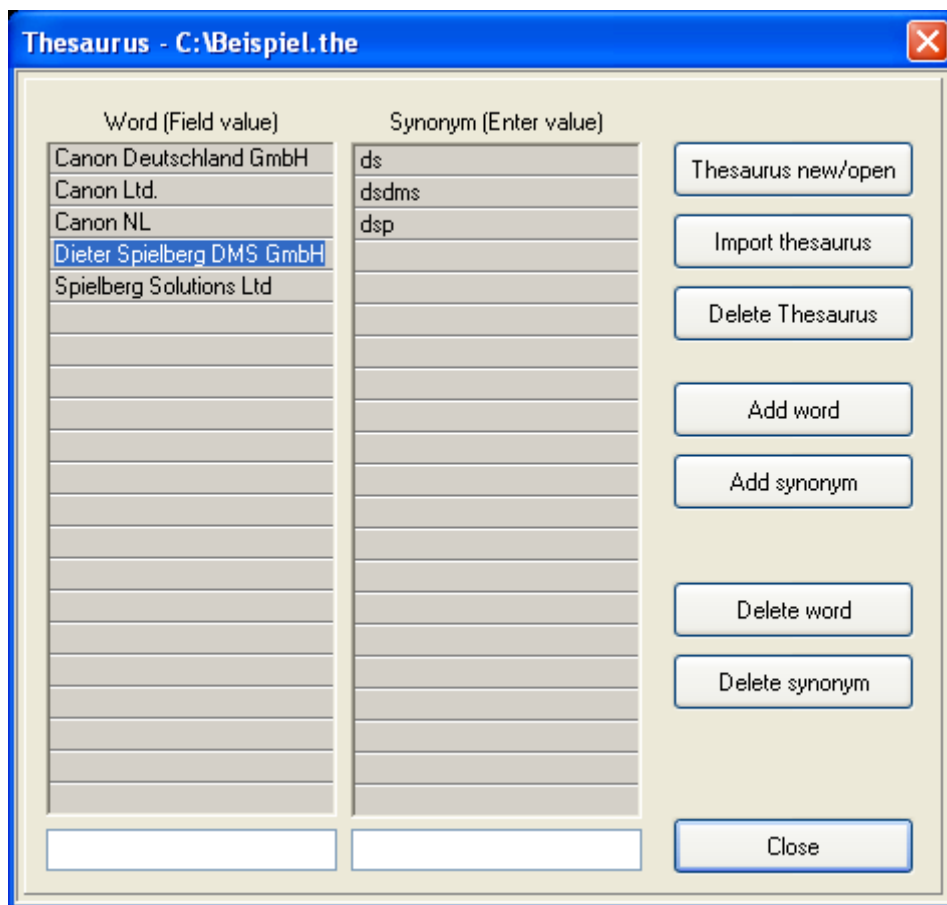 Thesaurus - C:\Beispiel.the
Word (Field value)
Synonym (Enter value)
Canon Deutschland GmbH
Canon Ltd.
Canon NL
Dieter Spielberg DMS GmbH
Spielberg Solutions Ltd
ds
dsdms
dsp
Thesaurus new/open
Import thesaurus
Delete Thesaurus
Add word
Add synonym
Delete word
Delete synonym
Close